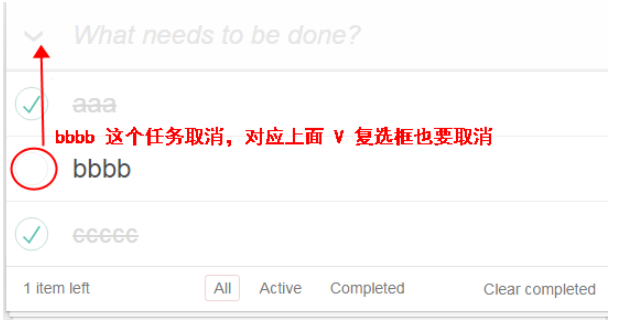 What needs to be done?
aaa
bbbb 这个任务取消，对应上面 V 复选框也要取消
bbbb
ccccc
1 item left All Active Completed Clear completed